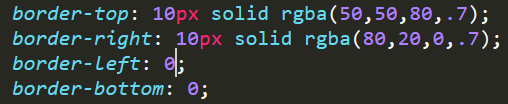 border-top: 10px solid rgba(50,50,80,.7);
border-right: 10px solid rgba(80,20,0,.7);
border-left: 0;
border-bottom: 0;